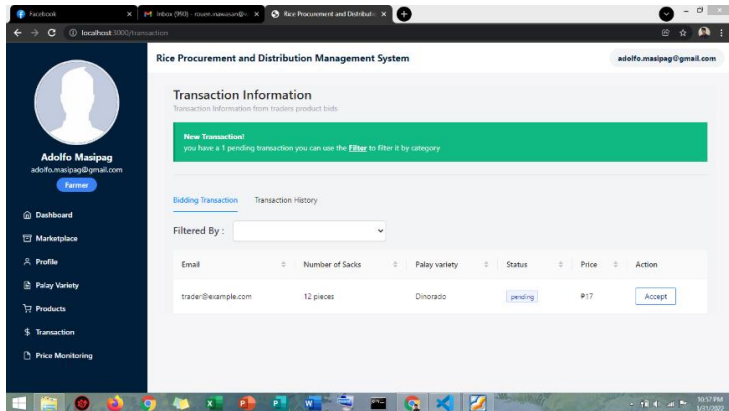 Facebook
Inbox (990) - rouen.nawasan@v.
Rice Procurement and Distributi
localhost:3000/transaction
Rice Procurement and Distribution Management System
adolfo.masipag@gmail.com
Adolfo Masipag
adolfo.masipag@gmail.com
Farmer
Dashboard
Marketplace
Profile
Palay Variety
Products
Transaction
Price Monitoring
Transaction Information
Transaction Information from traders product bids
New Transaction!
you have a 1 pending transaction you can use the Filter to filter it by category
Bidding Transaction Transaction History
Filtered By :
Email Number of Sacks Palay variety Status Price Action
trader@example.com 12 pieces Dinorado pending ₱17 Accept
10:57 PM
1/31/2022